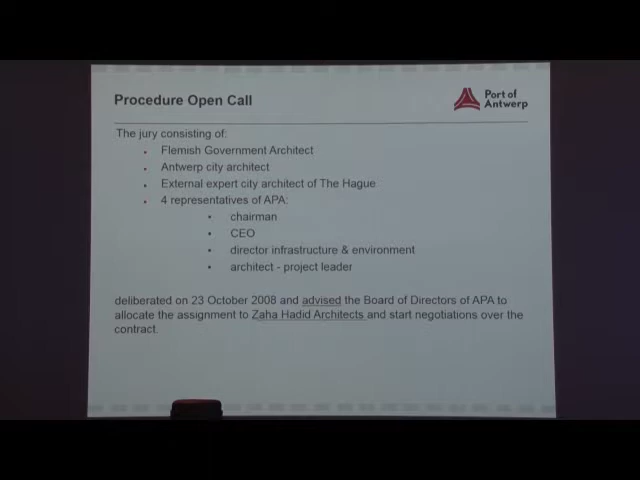 Procedure Open Call
Port of
Antwerp
The jury consisting of:
Flemish Government Architect
Antwerp city architect
External expert city architect of The Hague
4 representatives of APA:
chairman
CEO
director infrastructure & environment
architect - project leader
deliberated on 23 October 2008 and advised the Board of Directors of APA to
allocate the assignment to Zaha Hadid Architects and start negotiations over the
contract.